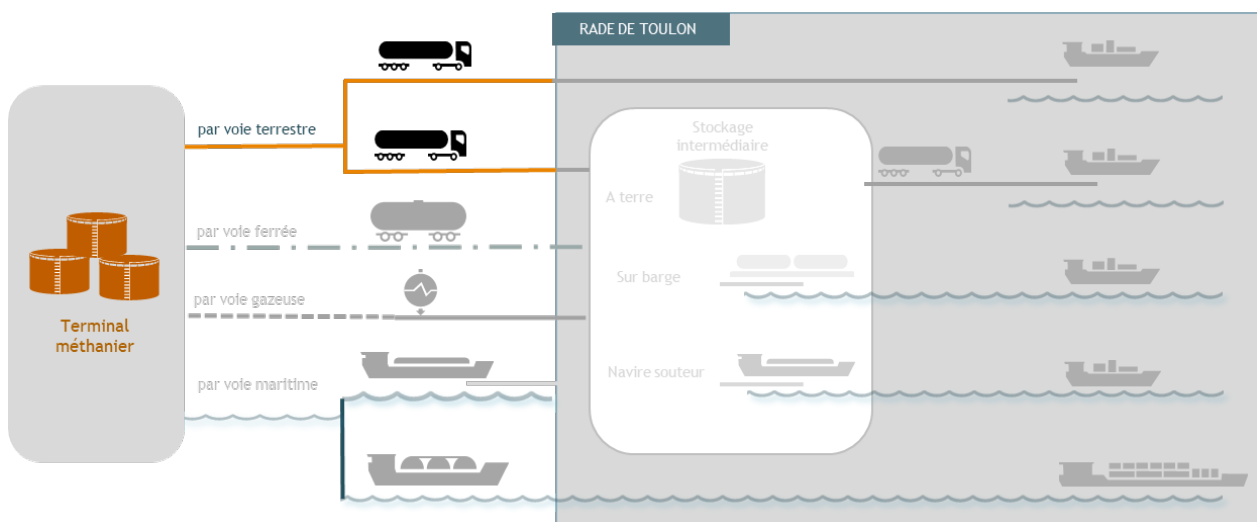 RADE DE TOULON
par voie terrestre
Stockage
intermédiaire
A terre
par voie ferrée
Sur barge
par voie gazeuse
Terminal
méthanier
Navire souteur
par voie maritime